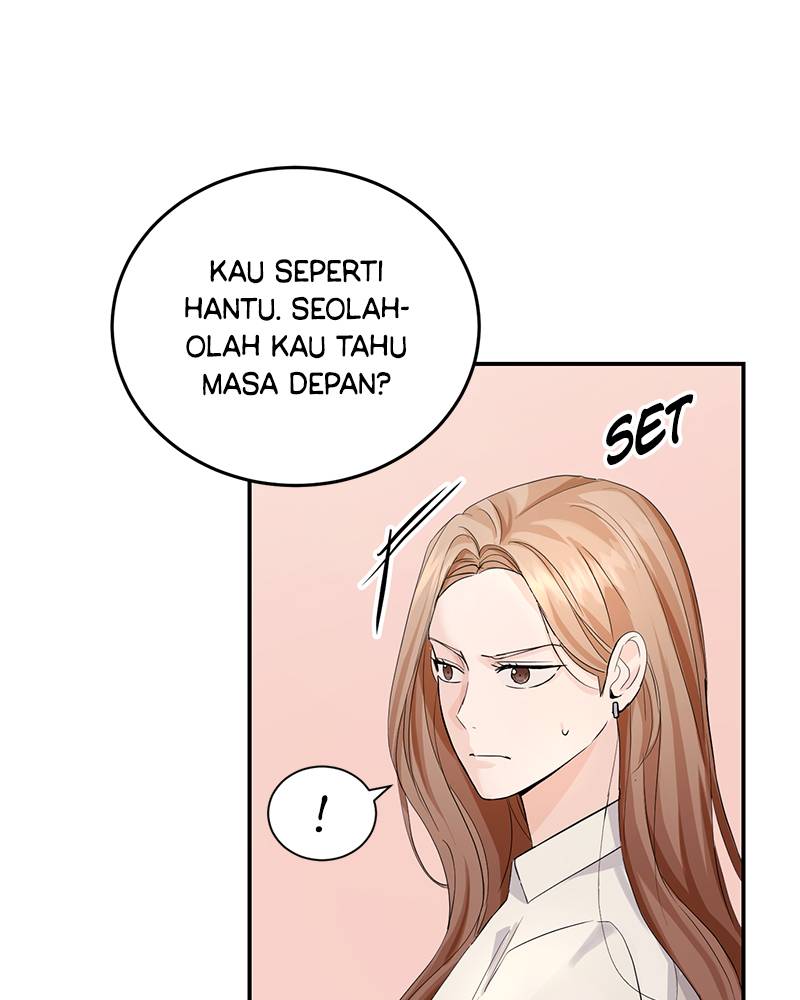 KAU SEPERTI
HANTU. SEOLAH-
OLAH KAU TAHU
MASA DEPAN?
SET
!